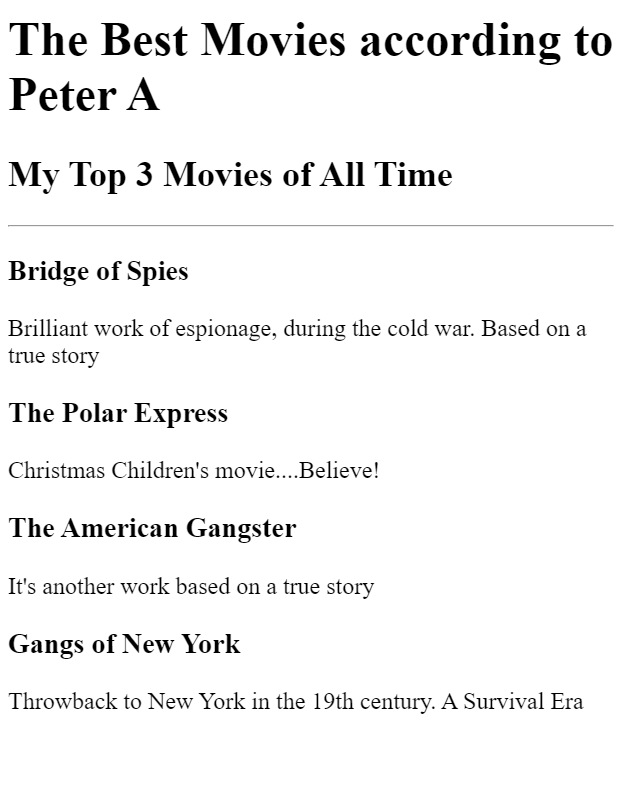 The Best Movies according to
Peter A
My Top 3 Movies of All Time
Bridge of Spies
Brilliant work of espionage, during the cold war. Based on a
true story
The Polar Express
Christmas Children's movie....Believe!
The American Gangster
It's another work based on a true story
Gangs of New York
Throwback to New York in the 19th century. A Survival Era